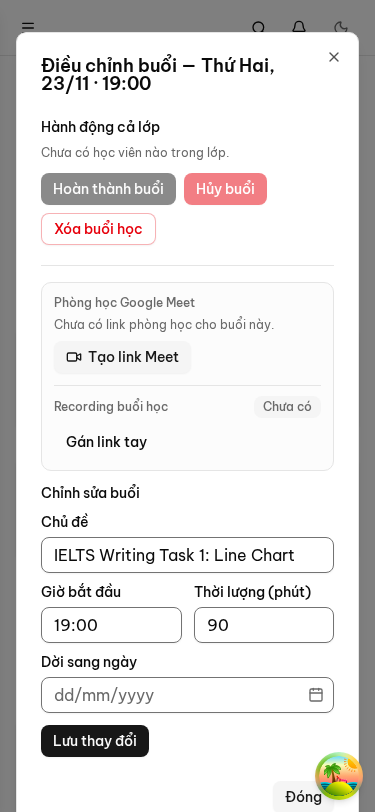 Điều chỉnh buổi — Thứ Hai,
23/11 · 19:00
Hành động cả lớp
Chưa có học viên nào trong lớp.
Hoàn thành buổi
Hủy buổi
Xóa buổi học
Phòng học Google Meet
Chưa có link phòng học cho buổi này.
Tạo link Meet
Recording buổi học
Chưa có
Gán link tay
Chỉnh sửa buổi
Chủ đề
IELTS Writing Task 1: Line Chart
Giờ bắt đầu
Thời lượng (phút)
19:00
90
Dời sang ngày
dd/mm/yyyy
Lưu thay đổi
Đóng